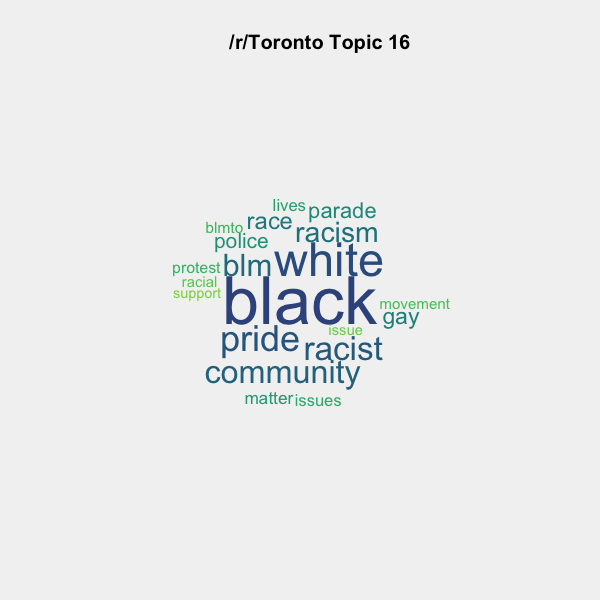 /r/Toronto Topic 16
lives
parade
race
blmto
racism
police
white
blm
protest
racial
support
black
movement
gay
issue
pride
racist
community
matter
issues